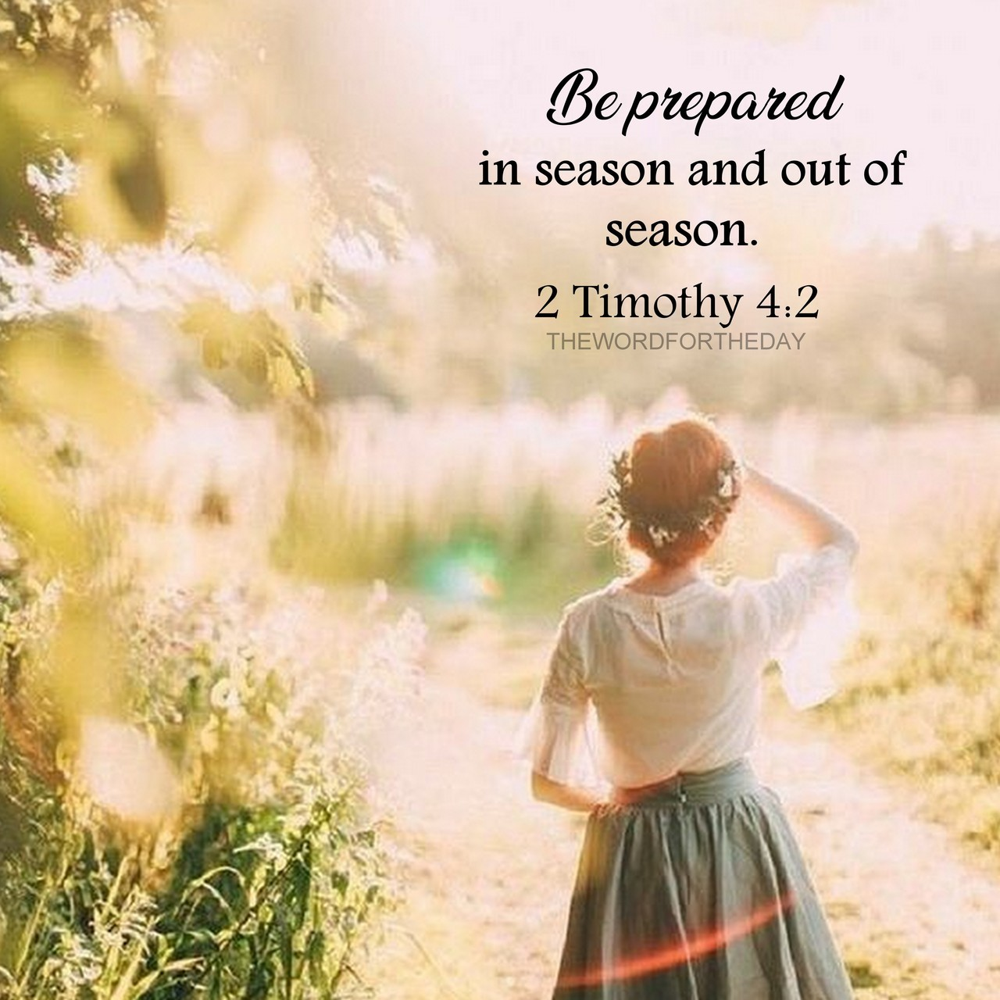 Be prepared
in season and out of
season.
2 Timothy 4:2
THEWORDFORTHEDAY